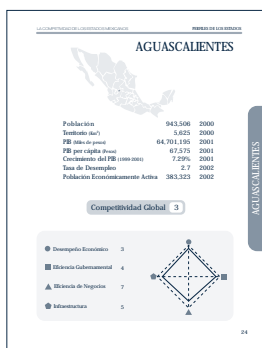 LA COMPETITIVIDAD DE LOS ESTADOS MEXICANOS
PERFILES DE LOS ESTADOS
AGUASCALIENTES
Población 943,506 2000
Territorio (Km²) 5,625 2000
PIB (Miles de pesos) 64,701,195 2001
PIB per cápita (Pesos) 67,575 2001
Crecimiento del PIB (1999-2001) 7.29% 2001
Tasa de Desempleo 2.7 2002
Población Económicamente Activa 383,323 2002
AGUASCALIENTES
Competitividad Global 3
Desempeño Económico 3
Eficiencia Gubernamental 4
Eficiencia de Negocios 7
Infraestructura 5
24